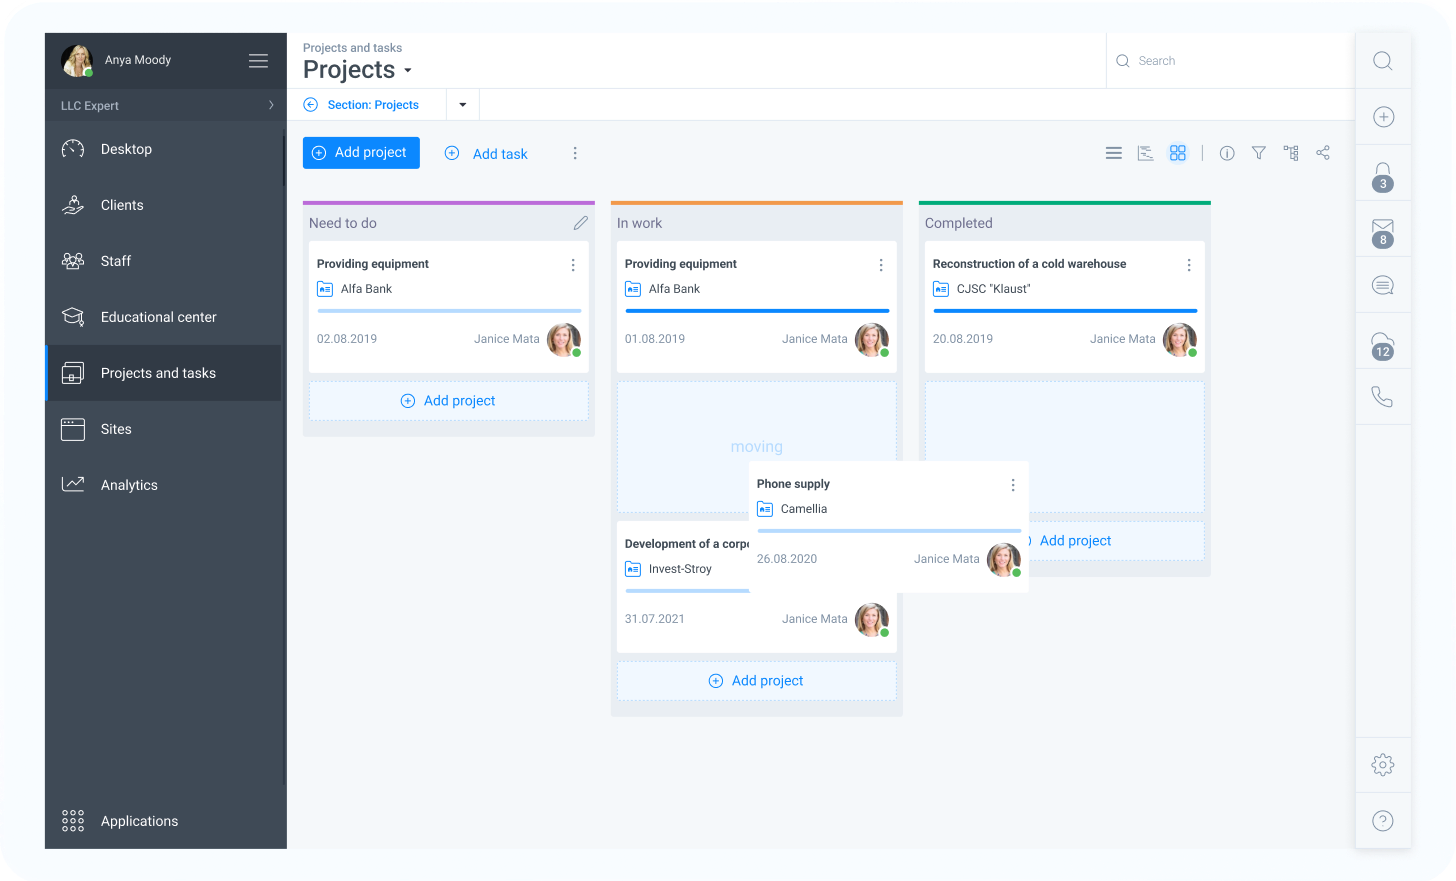 Anya Moody
LLC Expert
Desktop
Clients
Staff
Educational center
Projects and tasks
Sites
Analytics
Applications
Projects and tasks
Projects
Search
Section: Projects
Add project
Add task
Need to do
Providing equipment
Alfa Bank
02.08.2019 Janice Mata
Add project
In work
Providing equipment
Alfa Bank
01.08.2019 Janice Mata
moving
Phone supply
Camellia
26.08.2020 Janice Mata
Development of a
Invest-Stroy
31.07.2021 Janice Mata
Add project
Completed
Reconstruction of a cold warehouse
CJSC "Klaust"
20.08.2019 Janice Mata
Add project
3
8
12